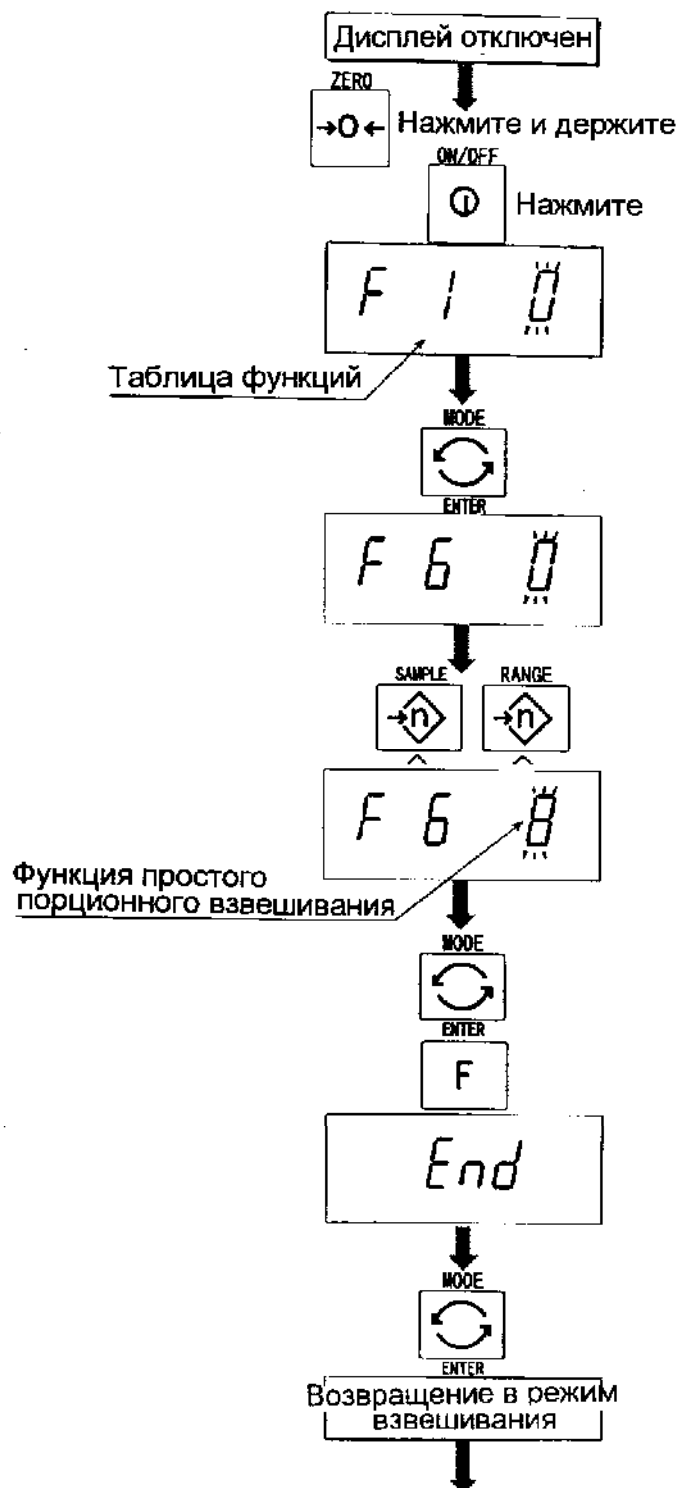 Дисплей отключен
ZERO
→0← Нажмите и держите
ON/OFF
Нажмите
F 1 0
Таблица функций
MODE
ENTER
F 6 0
SAMPLE RANGE
→n →n
F 6 8
Функция простого
порционного взвешивания
MODE
ENTER
F
End
MODE
ENTER
Возвращение в режим
взвешивания